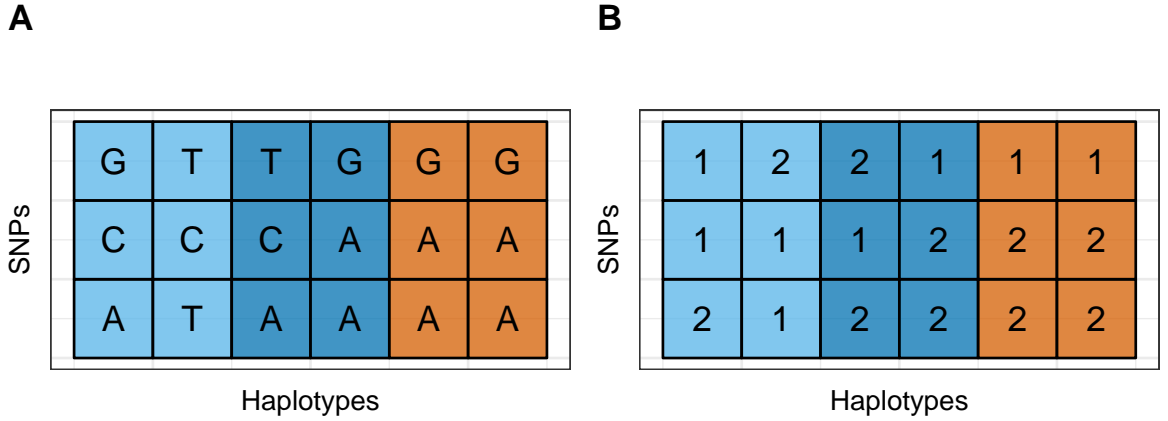 A
G T T G G G
C C C A A A
A T A A A A
SNPs
Haplotypes
B
1 2 2 1 1 1
1 1 1 2 2 2
2 1 2 2 2 2
SNPs
Haplotypes